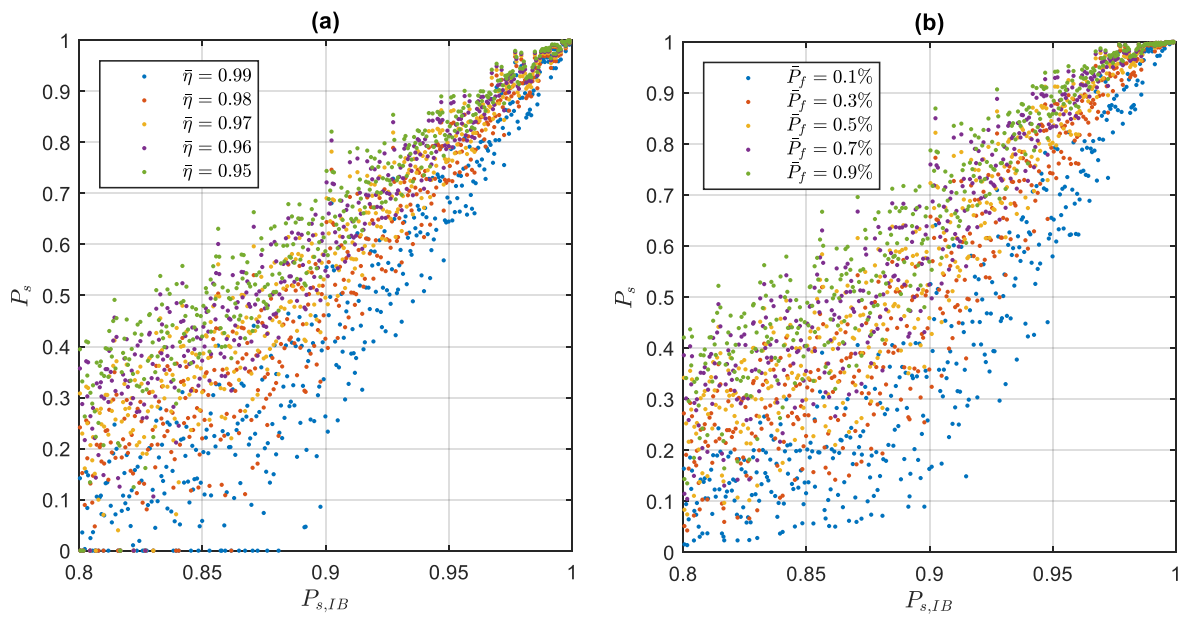 (a)
1
0.9
0.8
0.7
0.6
0.5
0.4
0.3
0.2
0.1
0
P_s
η̄ = 0.99
η̄ = 0.98
η̄ = 0.97
η̄ = 0.96
η̄ = 0.95
0.8 0.85 0.9 0.95 1
P_{s,IB}
(b)
1
0.9
0.8
0.7
0.6
0.5
0.4
0.3
0.2
0.1
0
P_s
P̄_f = 0.1%
P̄_f = 0.3%
P̄_f = 0.5%
P̄_f = 0.7%
P̄_f = 0.9%
0.8 0.85 0.9 0.95 1
P_{s,IB}